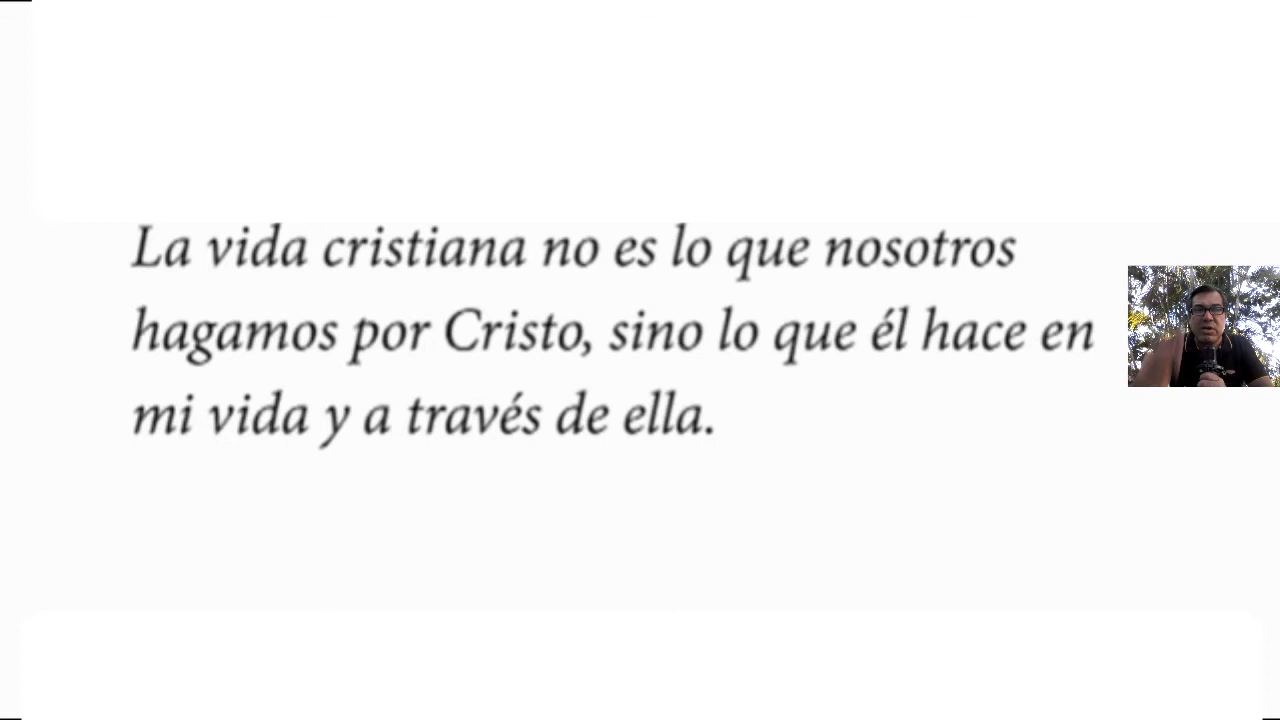 La vida cristiana no es lo que nosotros
hagamos por Cristo, sino lo que él hace en
mi vida y a través de ella.